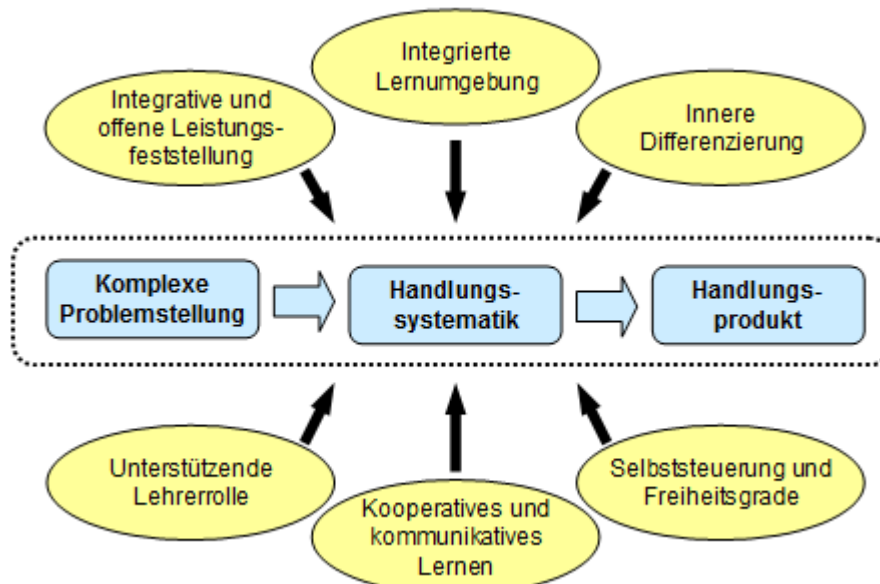 Integrierte
Lernumgebung
Integrative und
offene Leistungs-
feststellung
Innere
Differenzierung
Komplexe
Problemstellung
Handlungs-
systematik
Handlungs-
produkt
Unterstützende
Lehrerrolle
Kooperatives und
kommunikatives
Lernen
Selbststeuerung und
Freiheitsgrade